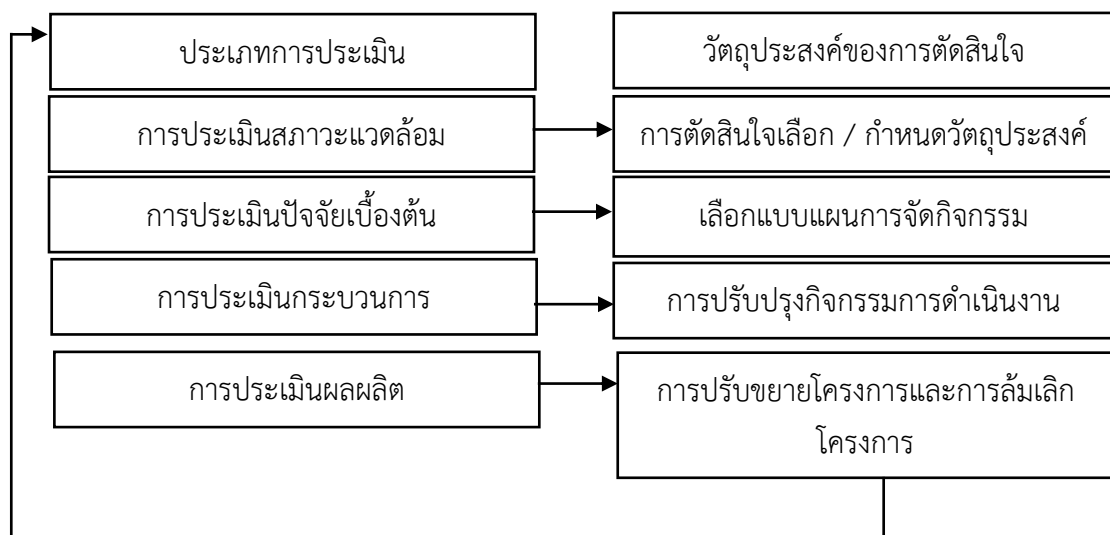 ประเภทการประเมิน
วัตถุประสงค์ของการตัดสินใจ
การประเมินสภาวะแวดล้อม
การตัดสินใจเลือก / กำหนดวัตถุประสงค์
การประเมินปัจจัยเบื้องต้น
เลือกแบบแผนการจัดกิจกรรม
การประเมินกระบวนการ
การปรับปรุงกิจกรรมการดำเนินงาน
การประเมินผลผลิต
การปรับขยายโครงการและการล้มเลิก
โครงการ